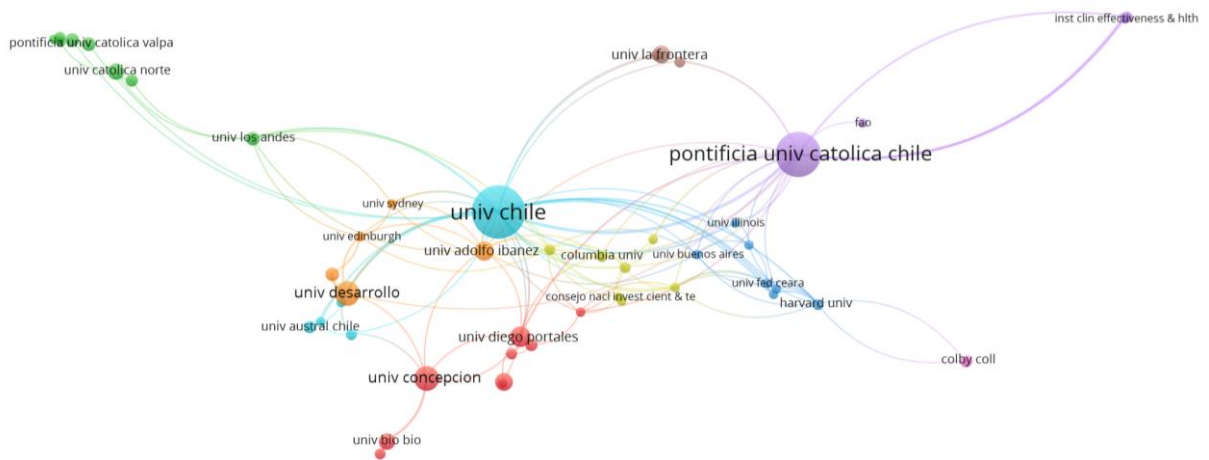 inst clin effectiveness & hlth
pontificia univ catolica valpa
univ la frontera
univ catolica norte
fao
univ los andes
pontificia univ catolica chile
univ sydney
univ chile
univ illinois
univ edinburgh
univ adolfo ibanez
columbia univ
univ buenos aires
univ fed ceara
univ desarrollo
consejo nacl invest cient & te
harvard univ
univ austral chile
univ diego portales
colby coll
univ concepcion
univ bio bio